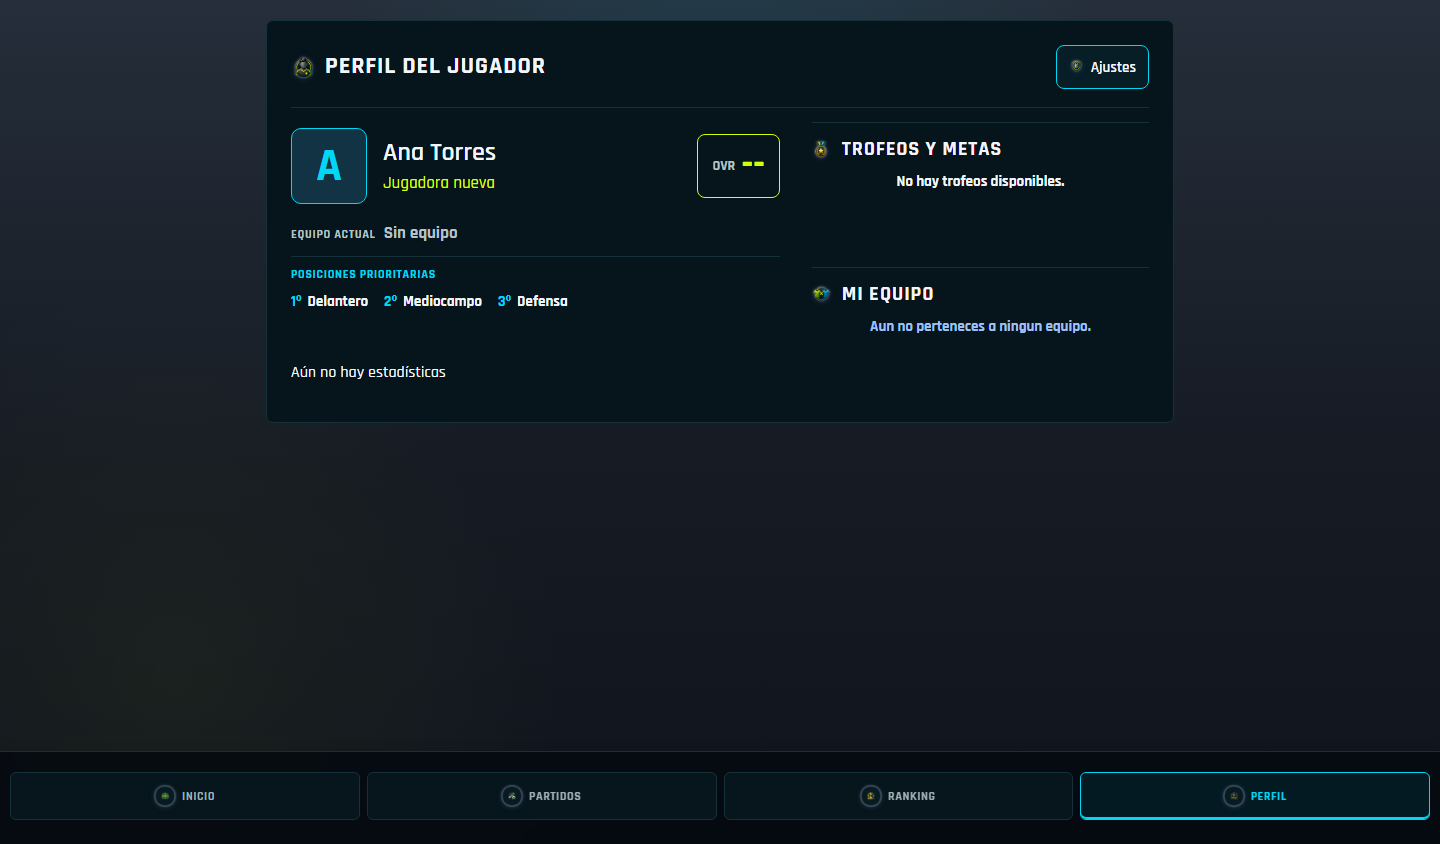 PERFIL DEL JUGADOR
Ajustes
A
Ana Torres
Jugadora nueva
OVR --
EQUIPO ACTUAL Sin equipo
POSICIONES PRIORITARIAS
1º Delantero 2º Mediocampo 3º Defensa
Aún no hay estadísticas
TROFEOS Y METAS
No hay trofeos disponibles.
MI EQUIPO
Aun no perteneces a ningun equipo.
INICIO
PARTIDOS
RANKING
PERFIL